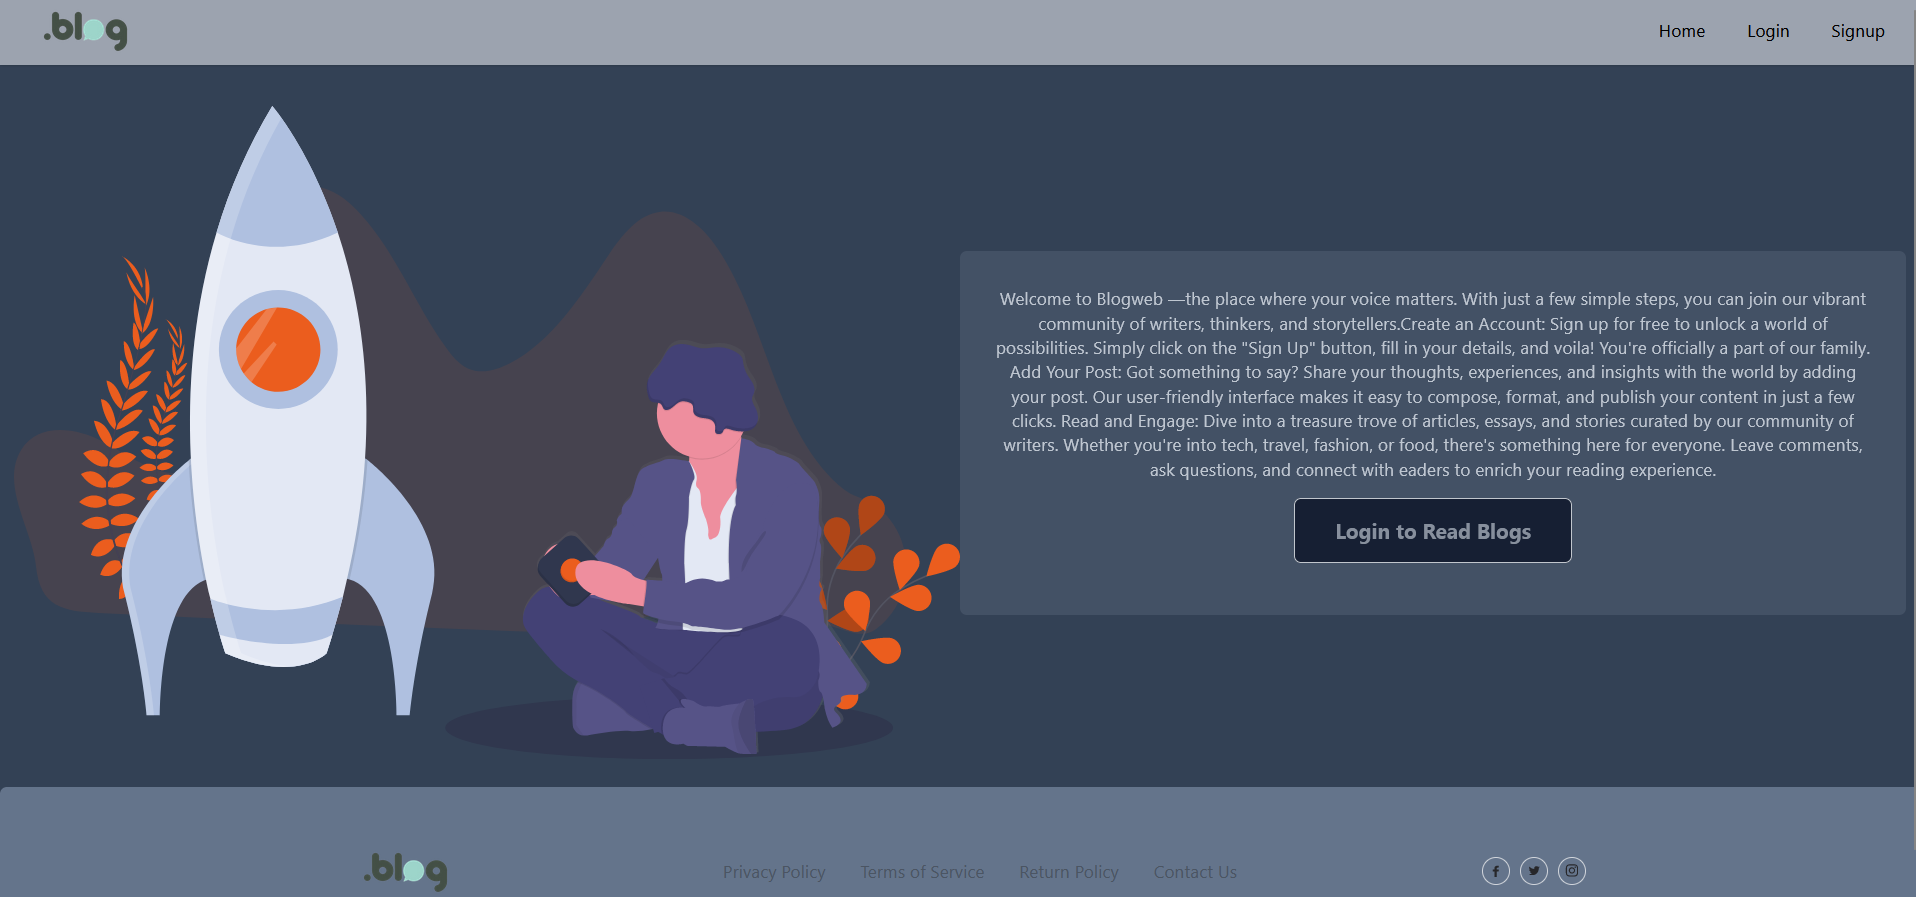 .blog
Home Login Signup
Welcome to Blogweb —the place where your voice matters. With just a few simple steps, you can join our vibrant
community of writers, thinkers, and storytellers.Create an Account: Sign up for free to unlock a world of
possibilities. Simply click on the "Sign Up" button, fill in your details, and voila! You're officially a part of our family.
Add Your Post: Got something to say? Share your thoughts, experiences, and insights with the world by adding
your post. Our user-friendly interface makes it easy to compose, format, and publish your content in just a few
clicks. Read and Engage: Dive into a treasure trove of articles, essays, and stories curated by our community of
writers. Whether you're into tech, travel, fashion, or food, there's something here for everyone. Leave comments,
ask questions, and connect with eaders to enrich your reading experience.
Login to Read Blogs
.blog
Privacy Policy Terms of Service Return Policy Contact Us